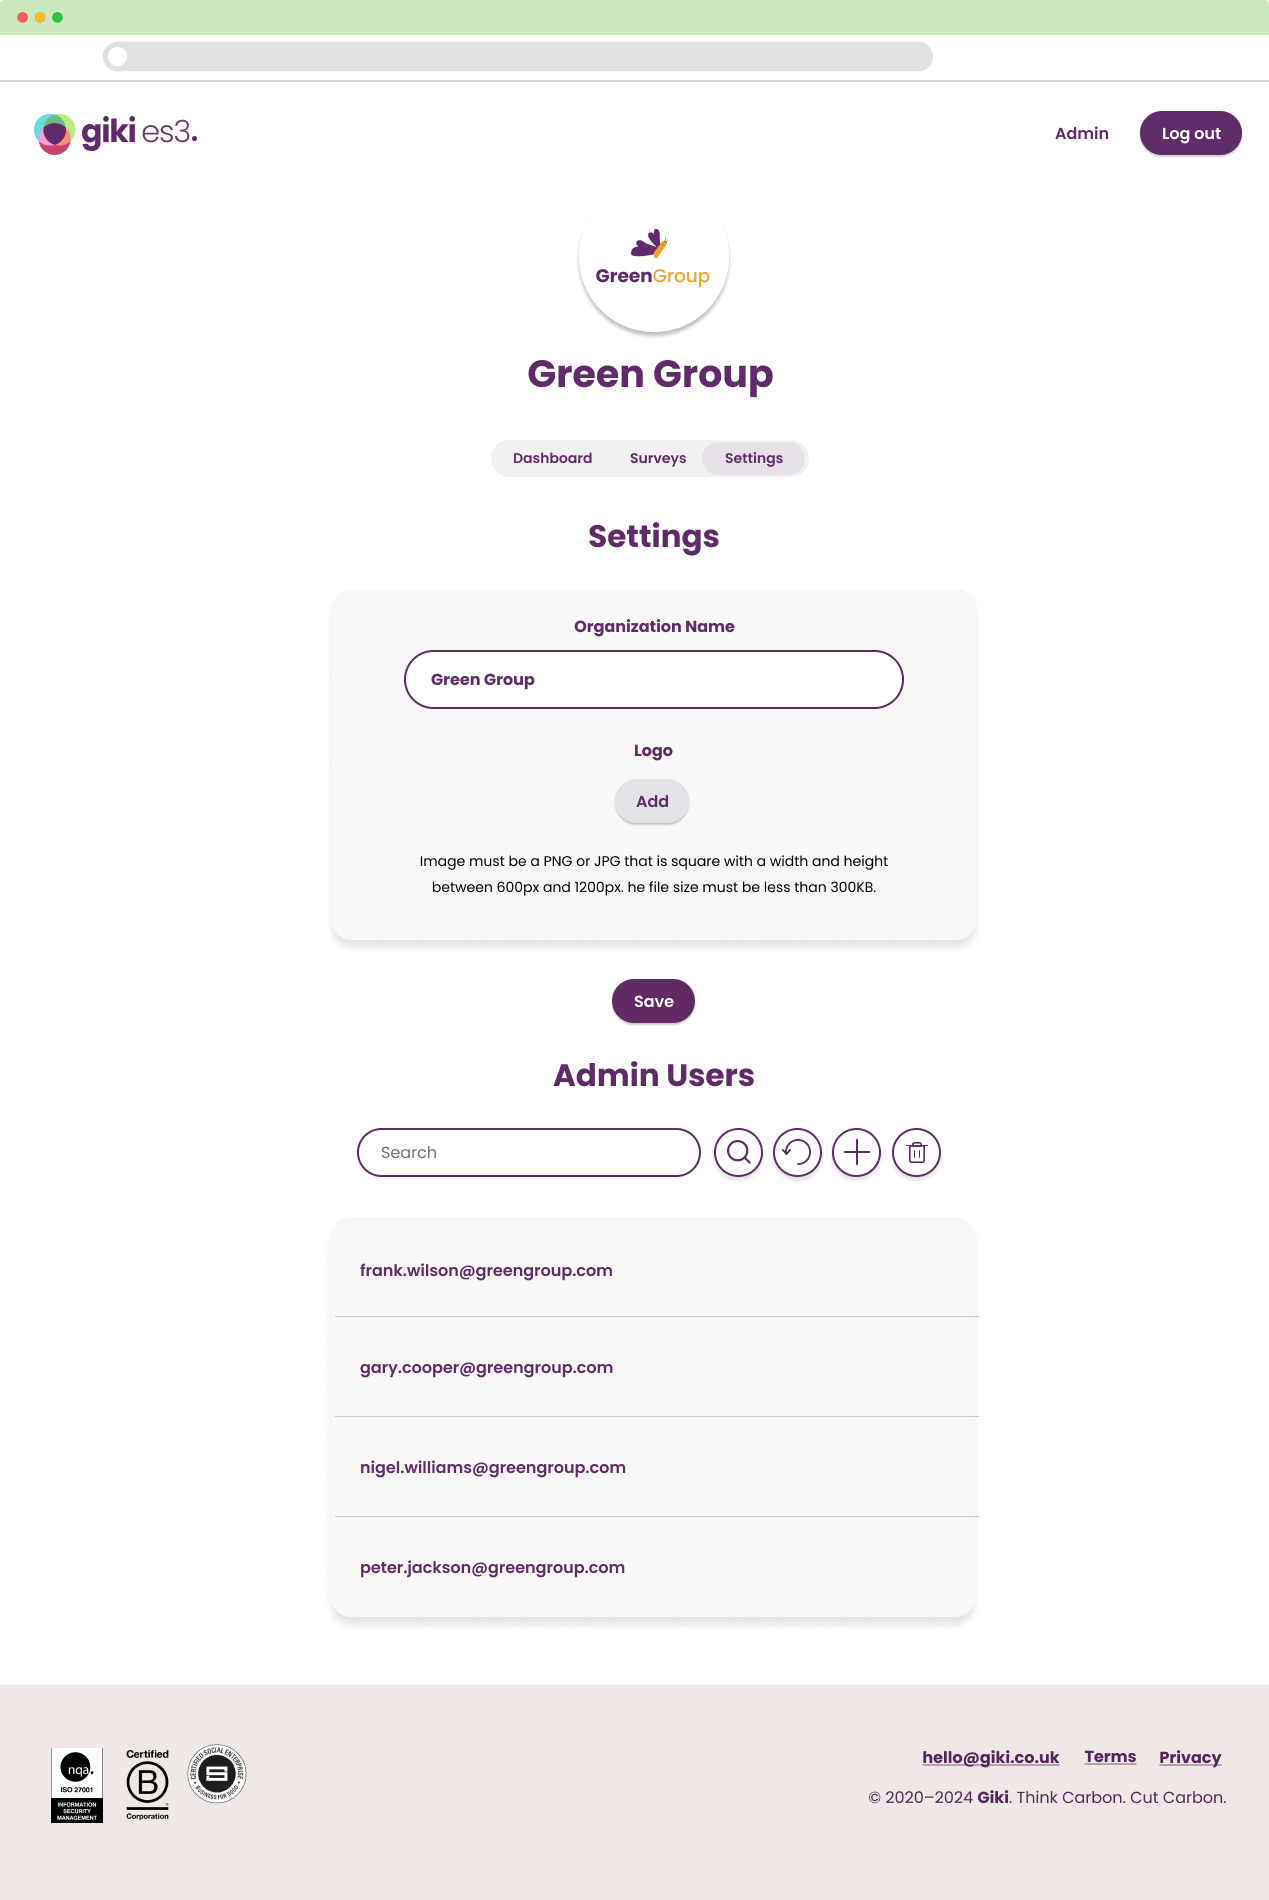 giki es3.
Admin
Log out
GreenGroup
Green Group
Dashboard
Surveys
Settings
Settings
Organization Name
Green Group
Logo
Add
Image must be a PNG or JPG that is square with a width and height
between 600px and 1200px. he file size must be less than 300KB.
Save
Admin Users
Search
frank.wilson@greengroup.com
gary.cooper@greengroup.com
nigel.williams@greengroup.com
peter.jackson@greengroup.com
nqa.
ISO 27001
INFORMATION
SECURITY
MANAGEMENT
Certified
B
®
Corporation
CERTIFIED SOCIAL ENTERPRISE
• BUSINESS FOR GOOD •
hello@giki.co.uk
Terms
Privacy
© 2020–2024 Giki. Think Carbon. Cut Carbon.